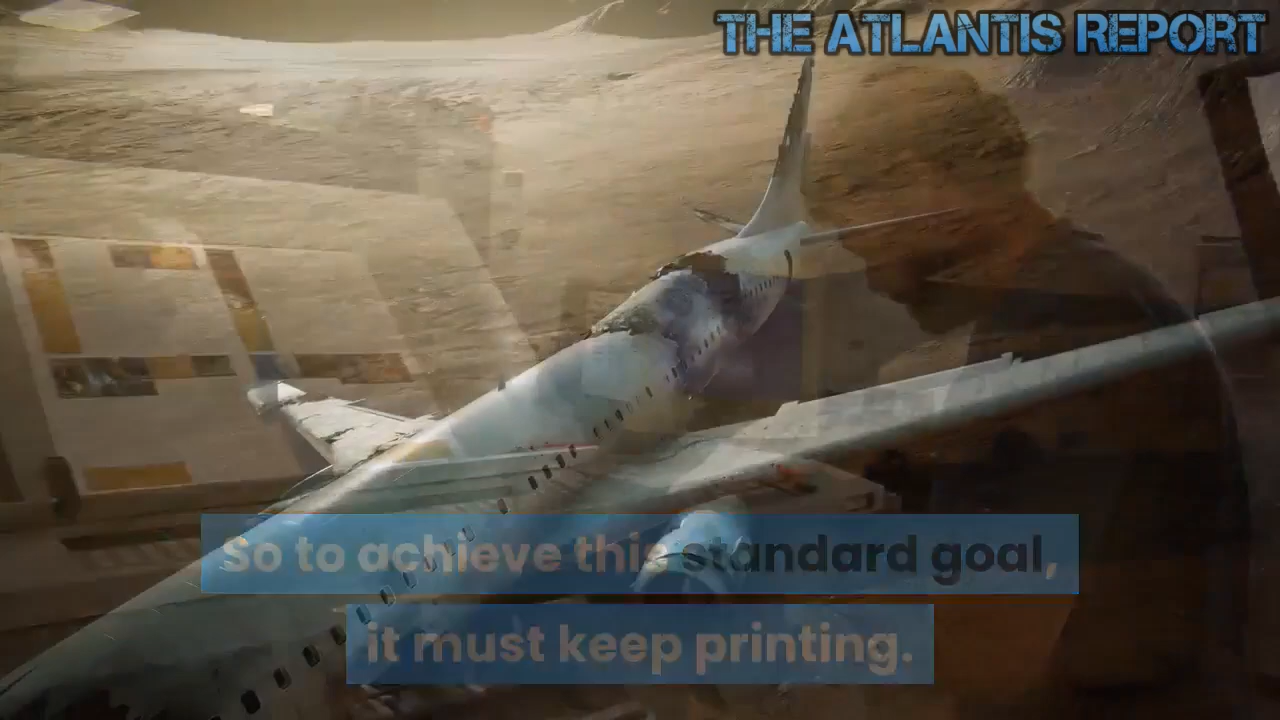 THE ATLANTIS REPORT
So to achieve this standard goal,
it must keep printing.